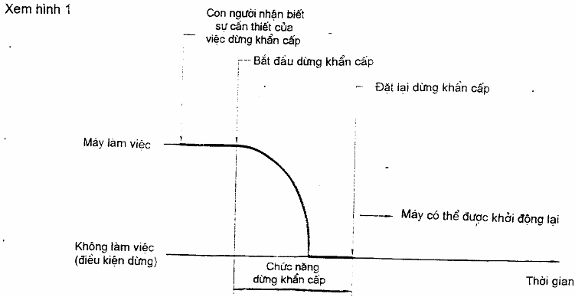 Xem hình 1
Con người nhận biết
sự cần thiết của
việc dừng khẩn cấp
Bắt đầu dừng khẩn cấp
Đặt lại dừng khẩn cấp
Máy làm việc
Máy có thể được khởi động lại
Không làm việc
(điều kiện dừng)
Chức năng
dừng khẩn cấp
Thời gian